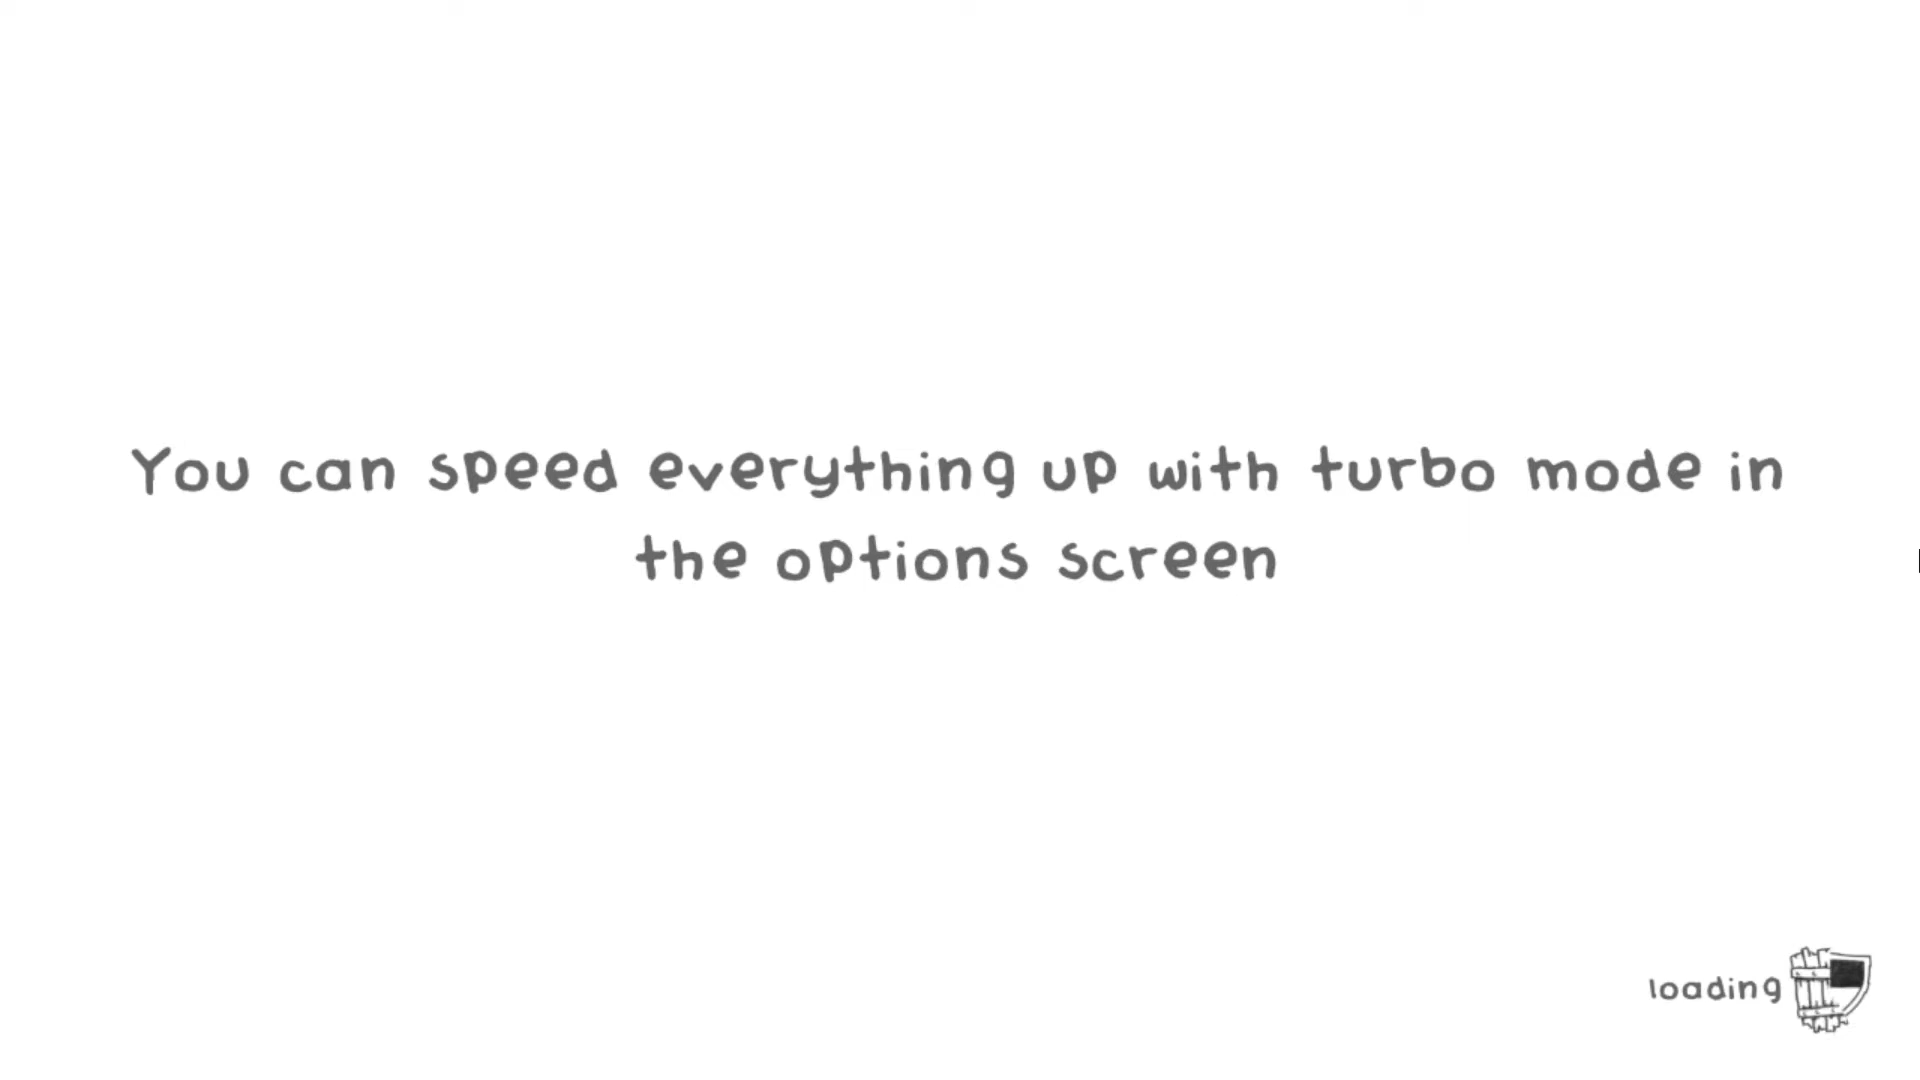 You can speed everything up with turbo mode in
the options screen
loading